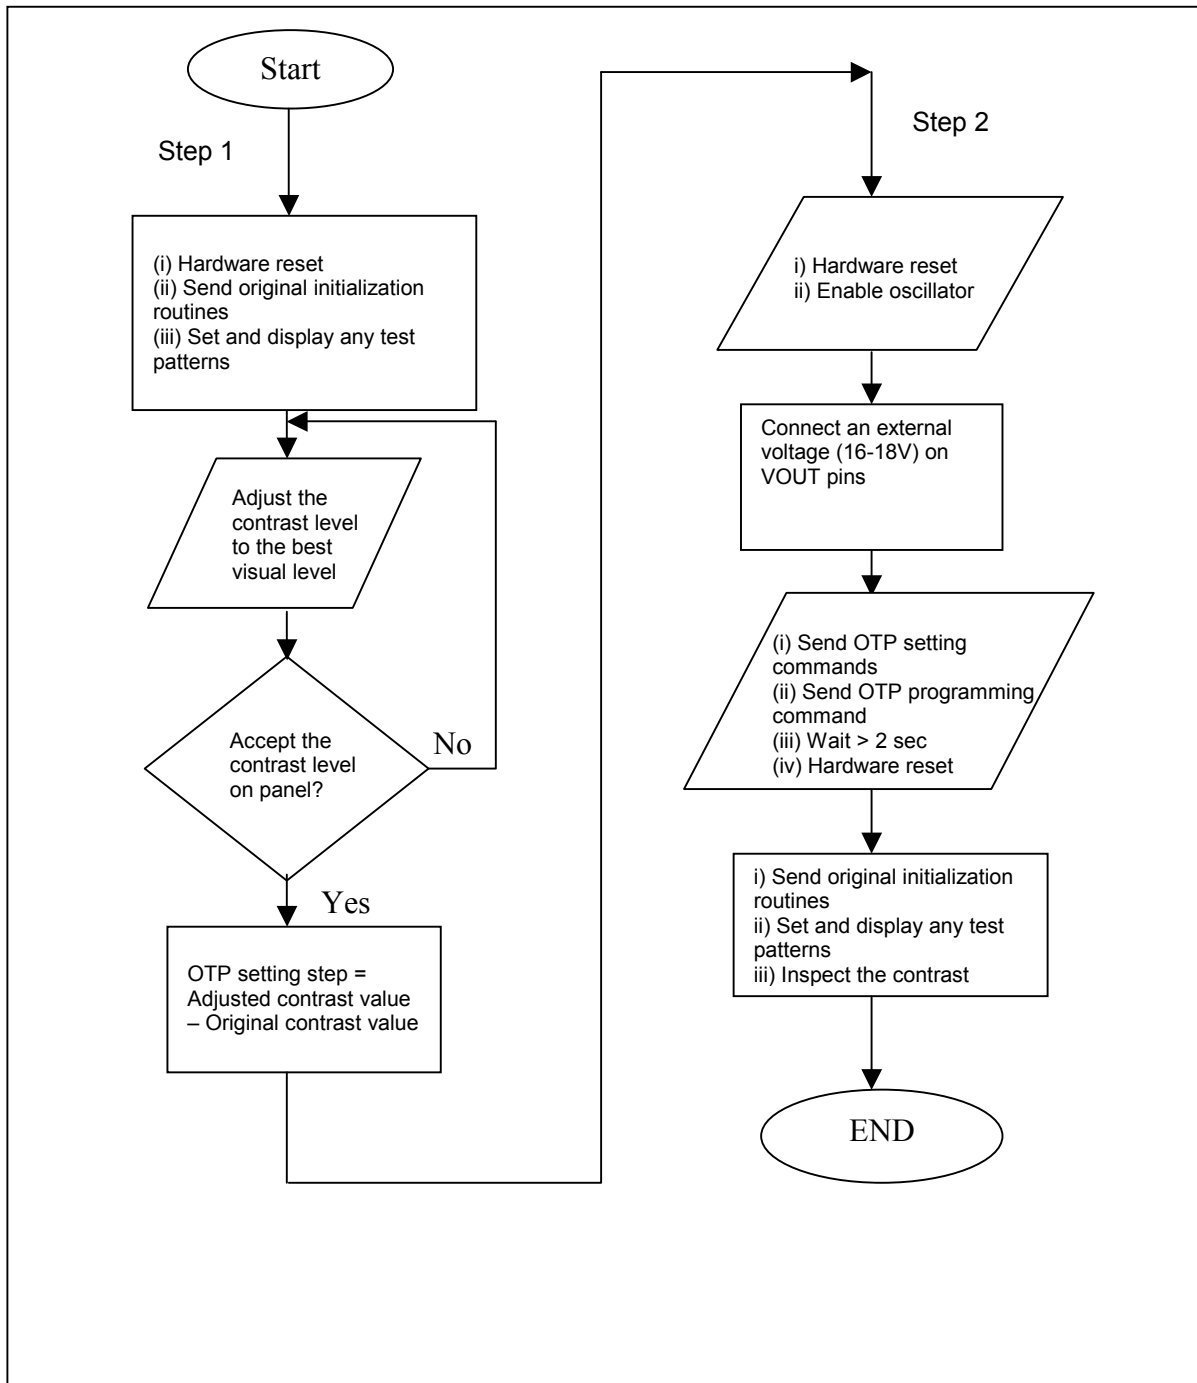 Start
Step 1
(i) Hardware reset
(ii) Send original initialization
routines
(iii) Set and display any test
patterns
Adjust the
contrast level
to the best
visual level
Accept the
contrast level
on panel?
No
Yes
OTP setting step =
Adjusted contrast value
– Original contrast value
Step 2
i) Hardware reset
ii) Enable oscillator
Connect an external
voltage (16-18V) on
VOUT pins
(i) Send OTP setting
commands
(ii) Send OTP programming
command
(iii) Wait > 2 sec
(iv) Hardware reset
i) Send original initialization
routines
ii) Set and display any test
patterns
iii) Inspect the contrast
END